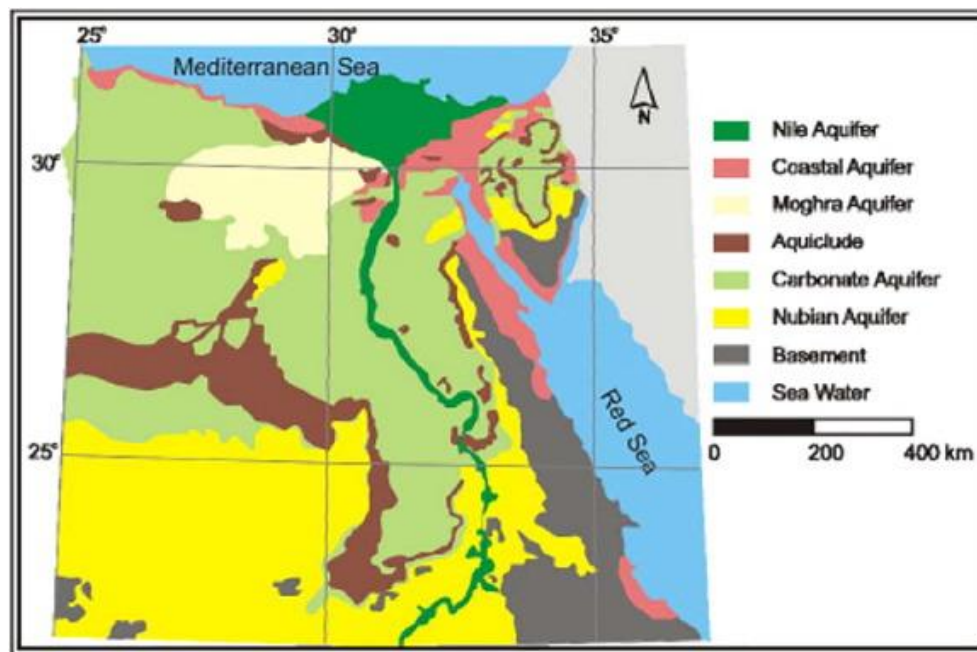 25°
30°
35°
Mediterranean Sea
N
30°
25°
Red Sea
Nile Aquifer
Coastal Aquifer
Moghra Aquifer
Aquiclude
Carbonate Aquifer
Nubian Aquifer
Basement
Sea Water
0 200 400 km